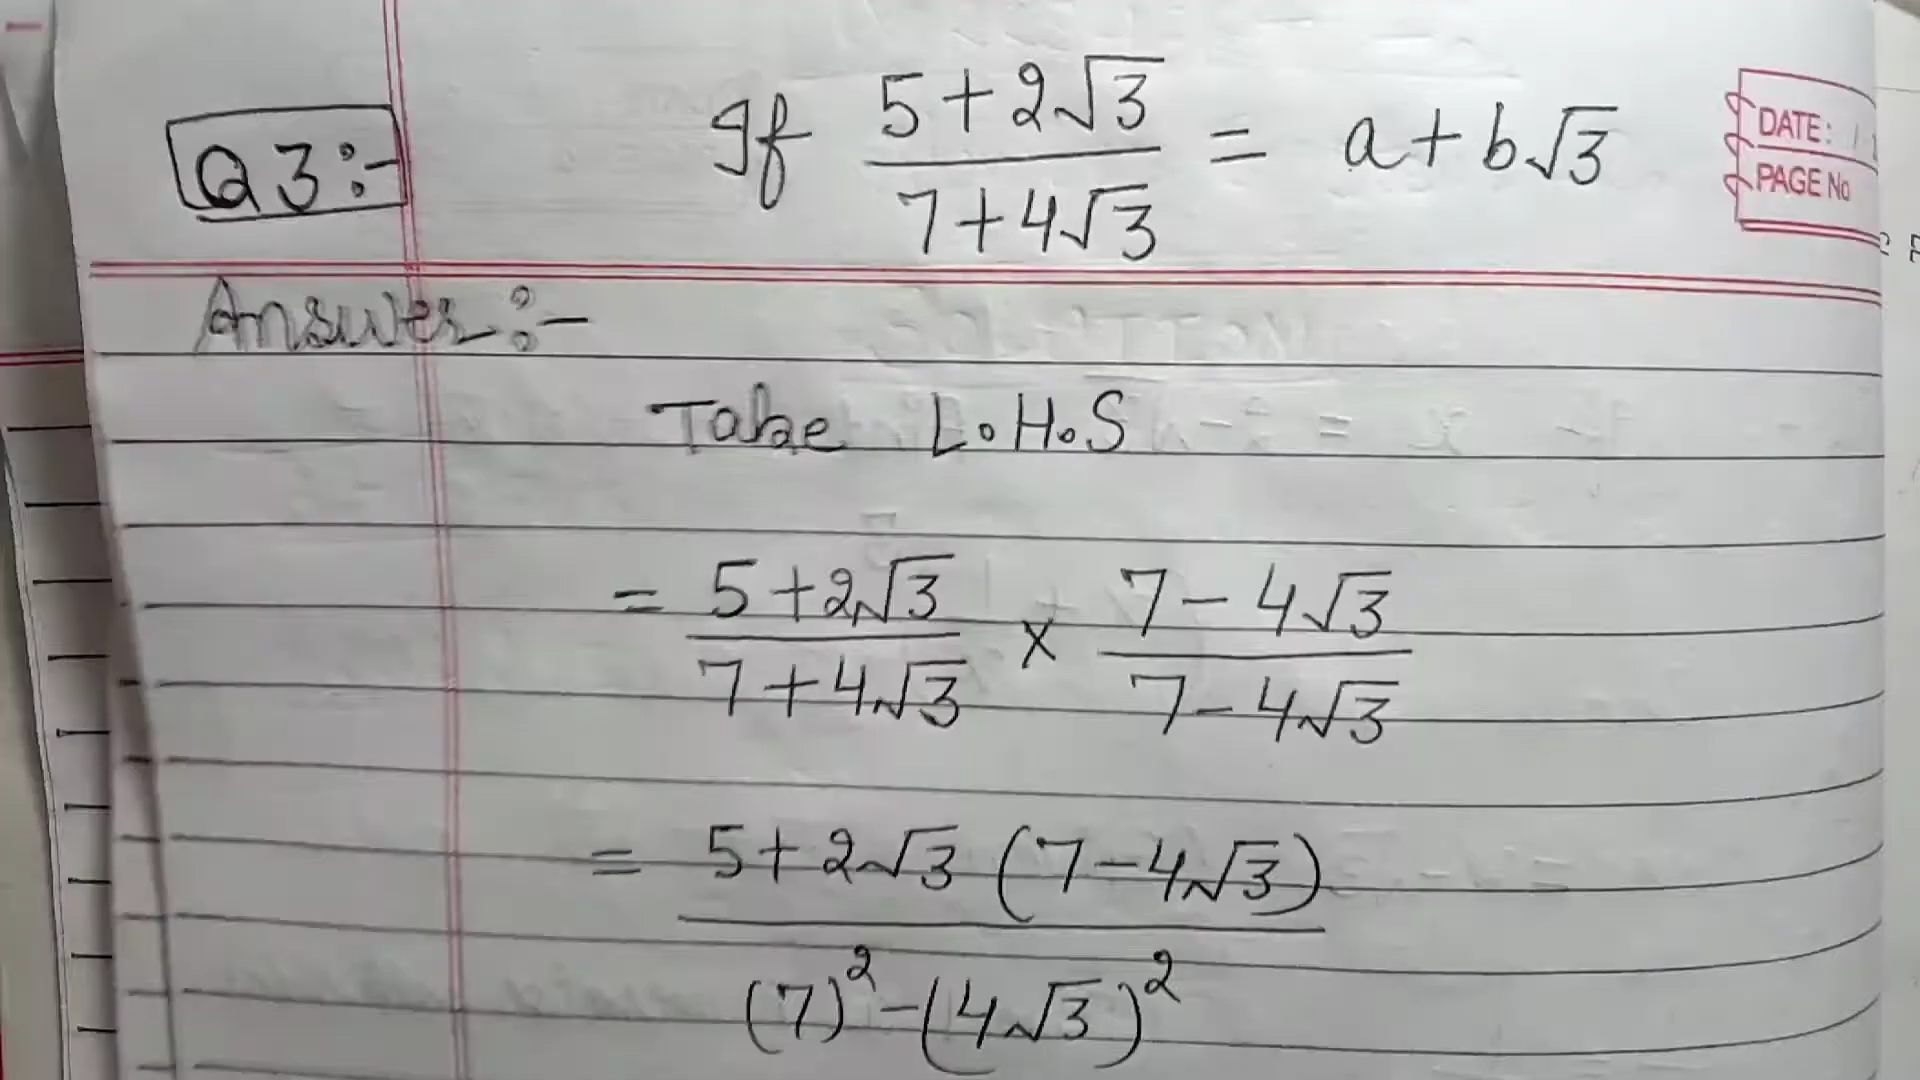 Q3:- If (5+2√3)/(7+4√3) = a+b√3
DATE:
PAGE No
Answer:-
Take L.H.S
= (5+2√3)/(7+4√3) × (7-4√3)/(7-4√3)
= 5+2√3 (7-4√3)/((7)²-(4√3)²)